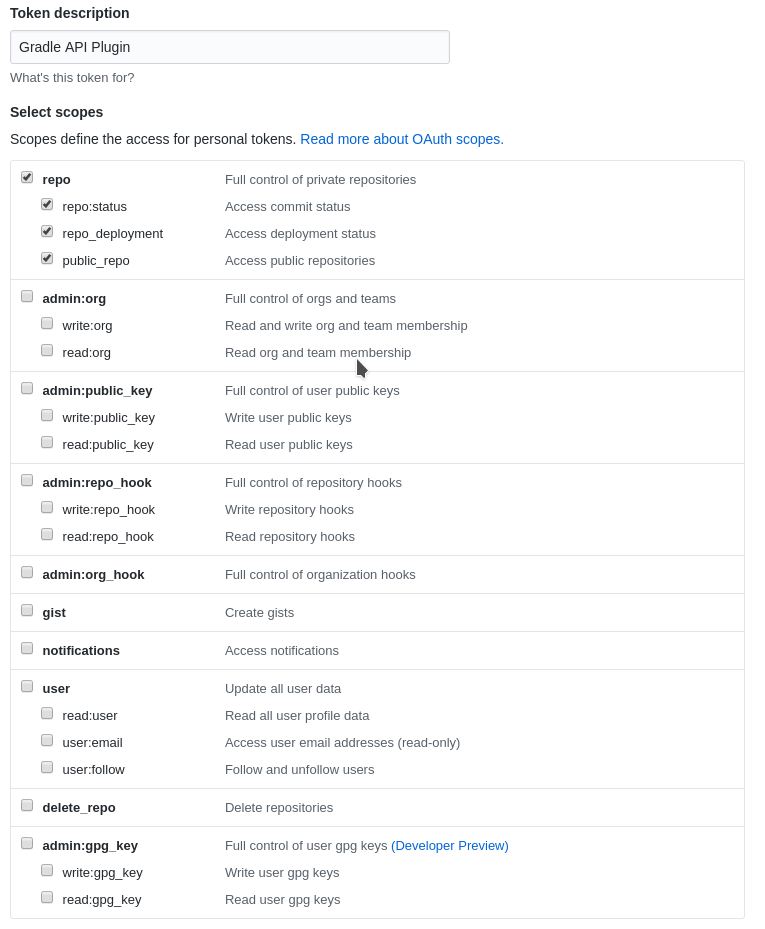 Token description
Gradle API Plugin
What's this token for?
Select scopes
Scopes define the access for personal tokens. Read more about OAuth scopes.
repo Full control of private repositories
repo:status Access commit status
repo_deployment Access deployment status
public_repo Access public repositories
admin:org Full control of orgs and teams
write:org Read and write org and team membership
read:org Read org and team membership
admin:public_key Full control of user public keys
write:public_key Write user public keys
read:public_key Read user public keys
admin:repo_hook Full control of repository hooks
write:repo_hook Write repository hooks
read:repo_hook Read repository hooks
admin:org_hook Full control of organization hooks
gist Create gists
notifications Access notifications
user Update all user data
read:user Read all user profile data
user:email Access user email addresses (read-only)
user:follow Follow and unfollow users
delete_repo Delete repositories
admin:gpg_key Full control of user gpg keys (Developer Preview)
write:gpg_key Write user gpg keys
read:gpg_key Read user gpg keys